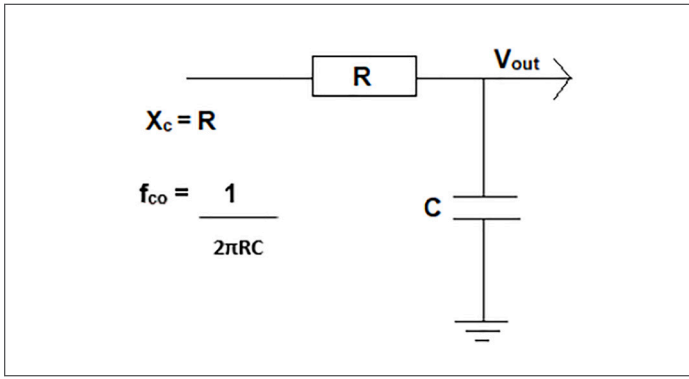 Vout
R
Xc = R
fco = 1
2πRC
C